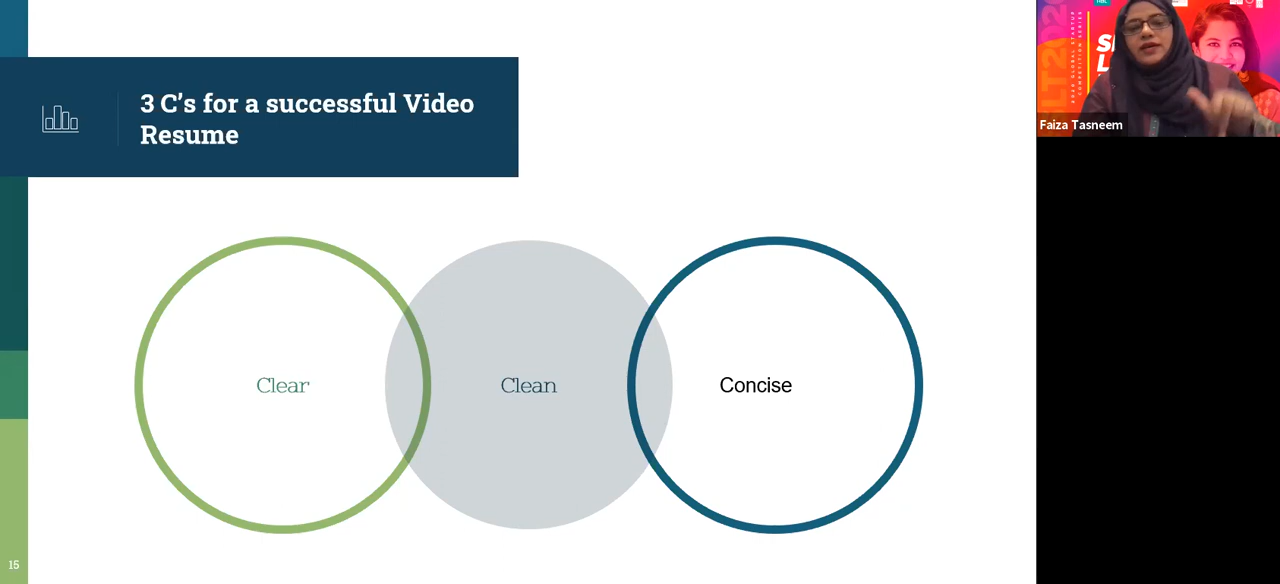 3 C’s for a successful Video
Resume
Clear
Clean
Concise
15
Faiza Tasneem